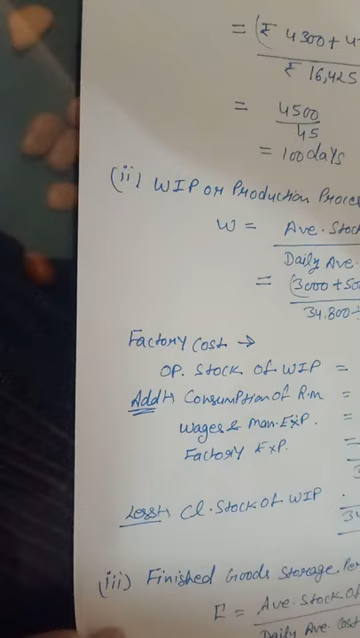 = (₹ 4300 + 4
₹ 16,425
= 4500
45
= 100 days
(ii) WIP or Production Proce
W = Ave. Stock
Daily Ave.
= (3000 + 50
34,800 ÷
Factory Cost →
OP. Stock of WIP =
Add:→ Consumption of R.m =
Wages & Man. Exp. =
Factory Exp. =
Less:→ Cl. Stock of WIP
34
(iii) Finished Goods Storage Per
F = Ave. Stock of
Daily Ave. Cost